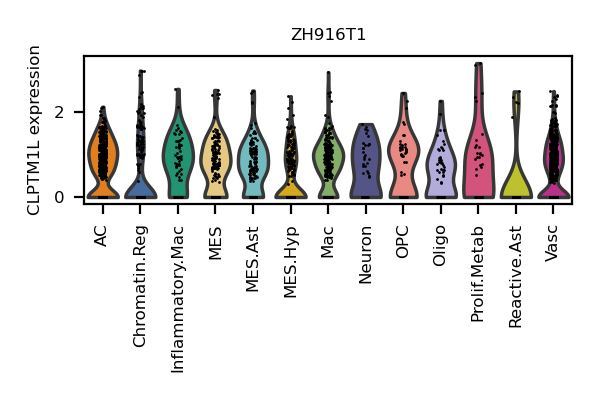 ZH916T1
CLPTM1L expression
2
0
AC
Chromatin.Reg
Inflammatory.Mac
MES
MES.Ast
MES.Hyp
Mac
Neuron
OPC
Oligo
Prolif.Metab
Reactive.Ast
Vasc